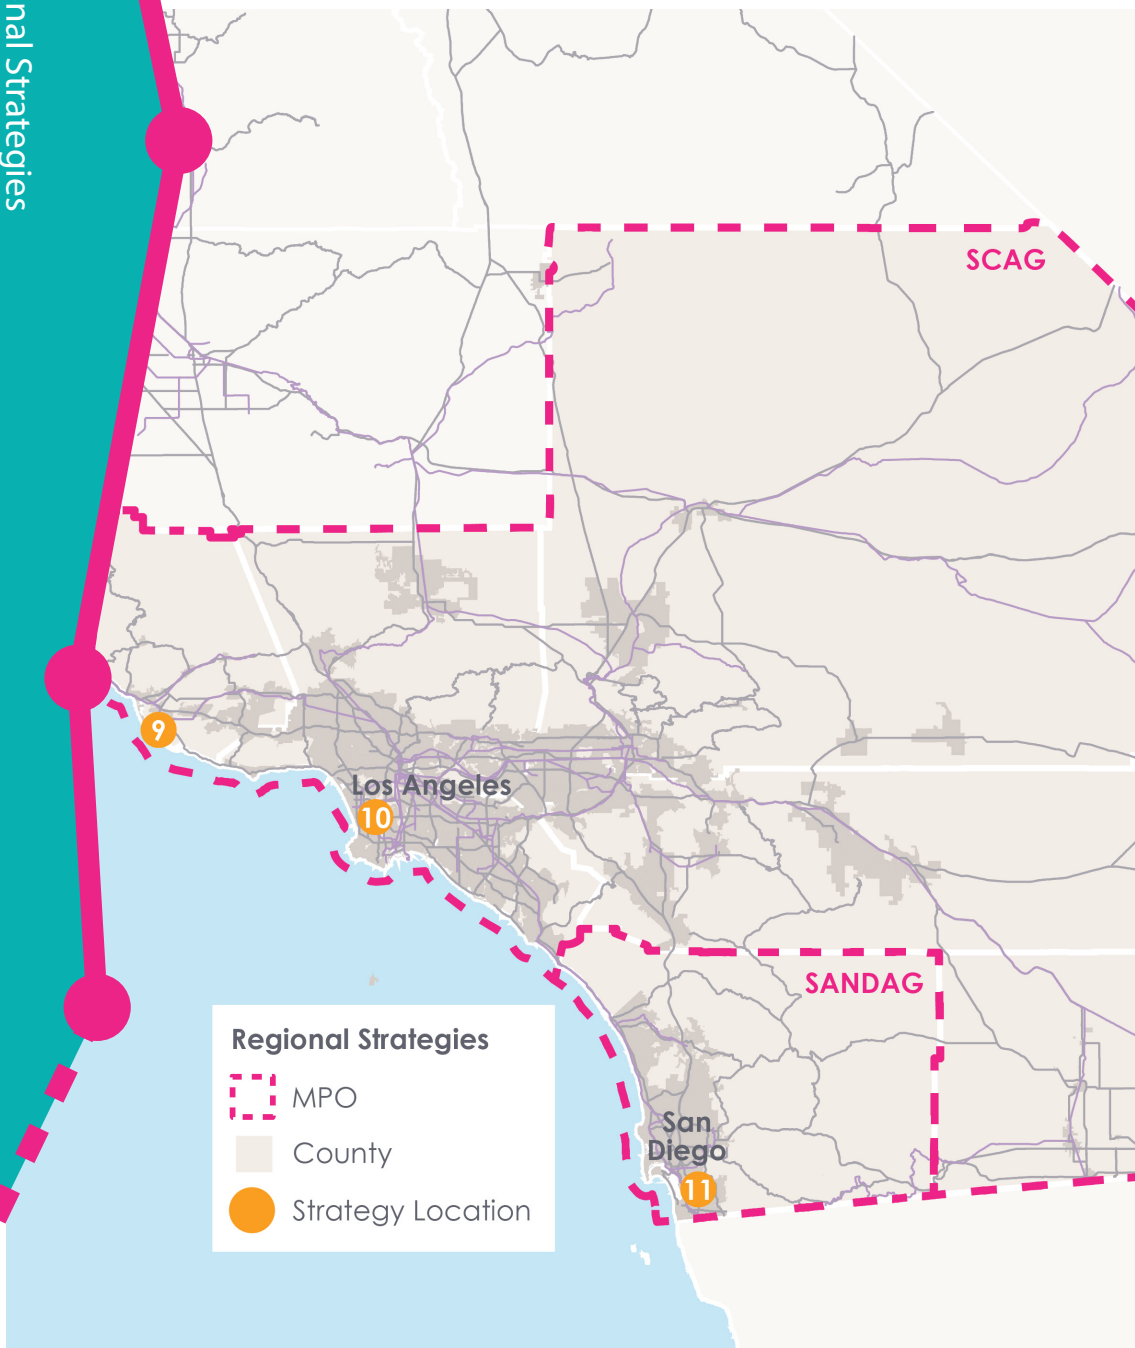 nal Strategies
SCAG
9
Los Angeles
10
SANDAG
Regional Strategies
MPO
County
Strategy Location
San
Diego
11